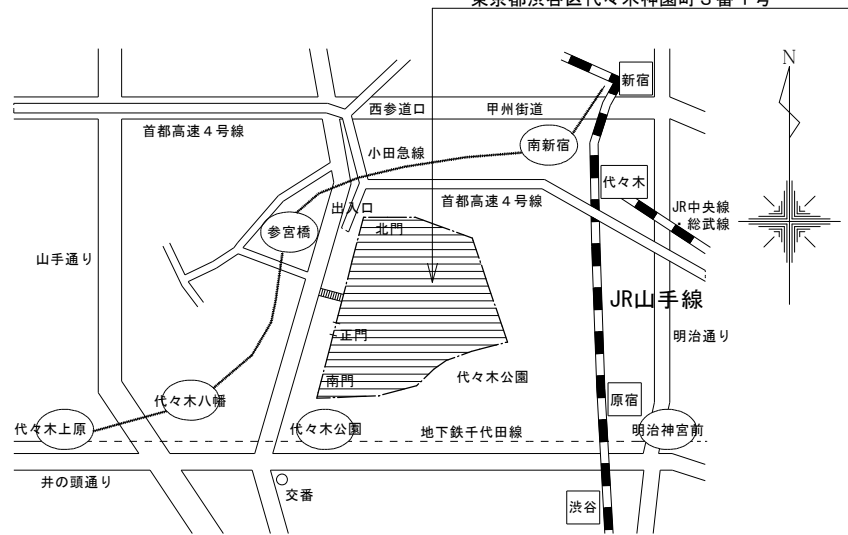 東京都渋谷区代々木神園町3番1号
N
新宿
西参道口
甲州街道
首都高速4号線
南新宿
小田急線
代々木
首都高速4号線
JR中央線
・総武線
出入口
北門
参宮橋
山手通り
JR山手線
正門
明治通り
代々木公園
南門
原宿
代々木八幡
代々木上原
代々木公園
地下鉄千代田線
明治神宮前
井の頭通り
交番
渋谷